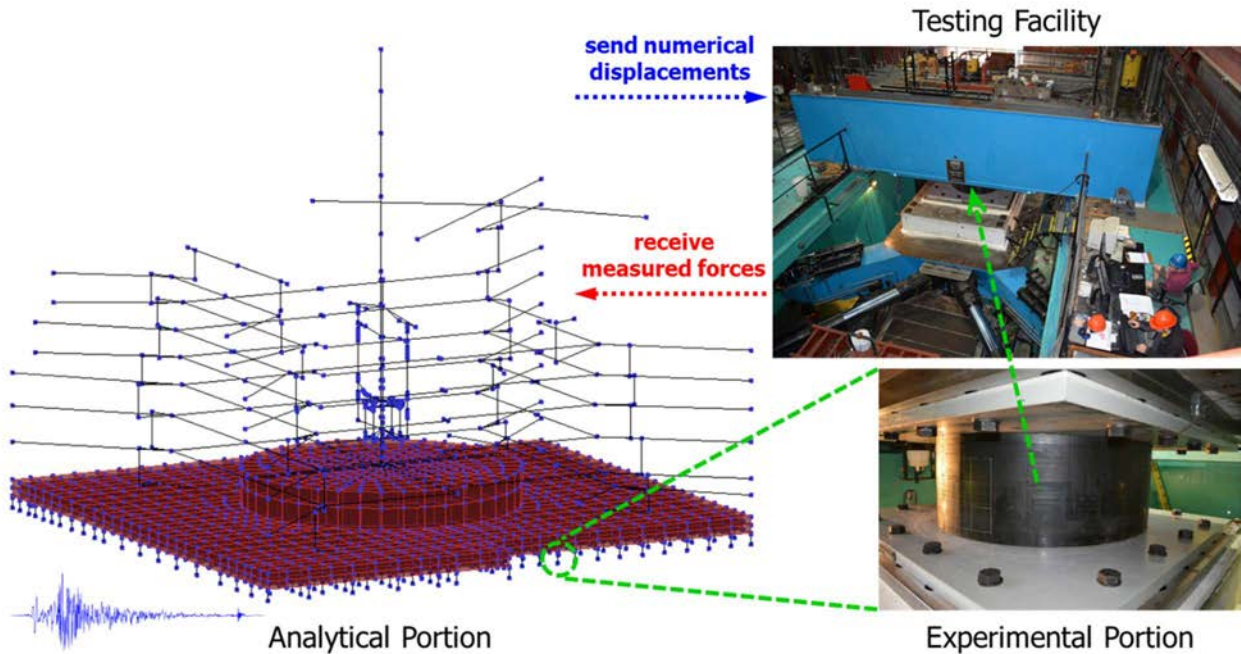 Testing Facility
send numerical
displacements
receive
measured forces
Analytical Portion
Experimental Portion